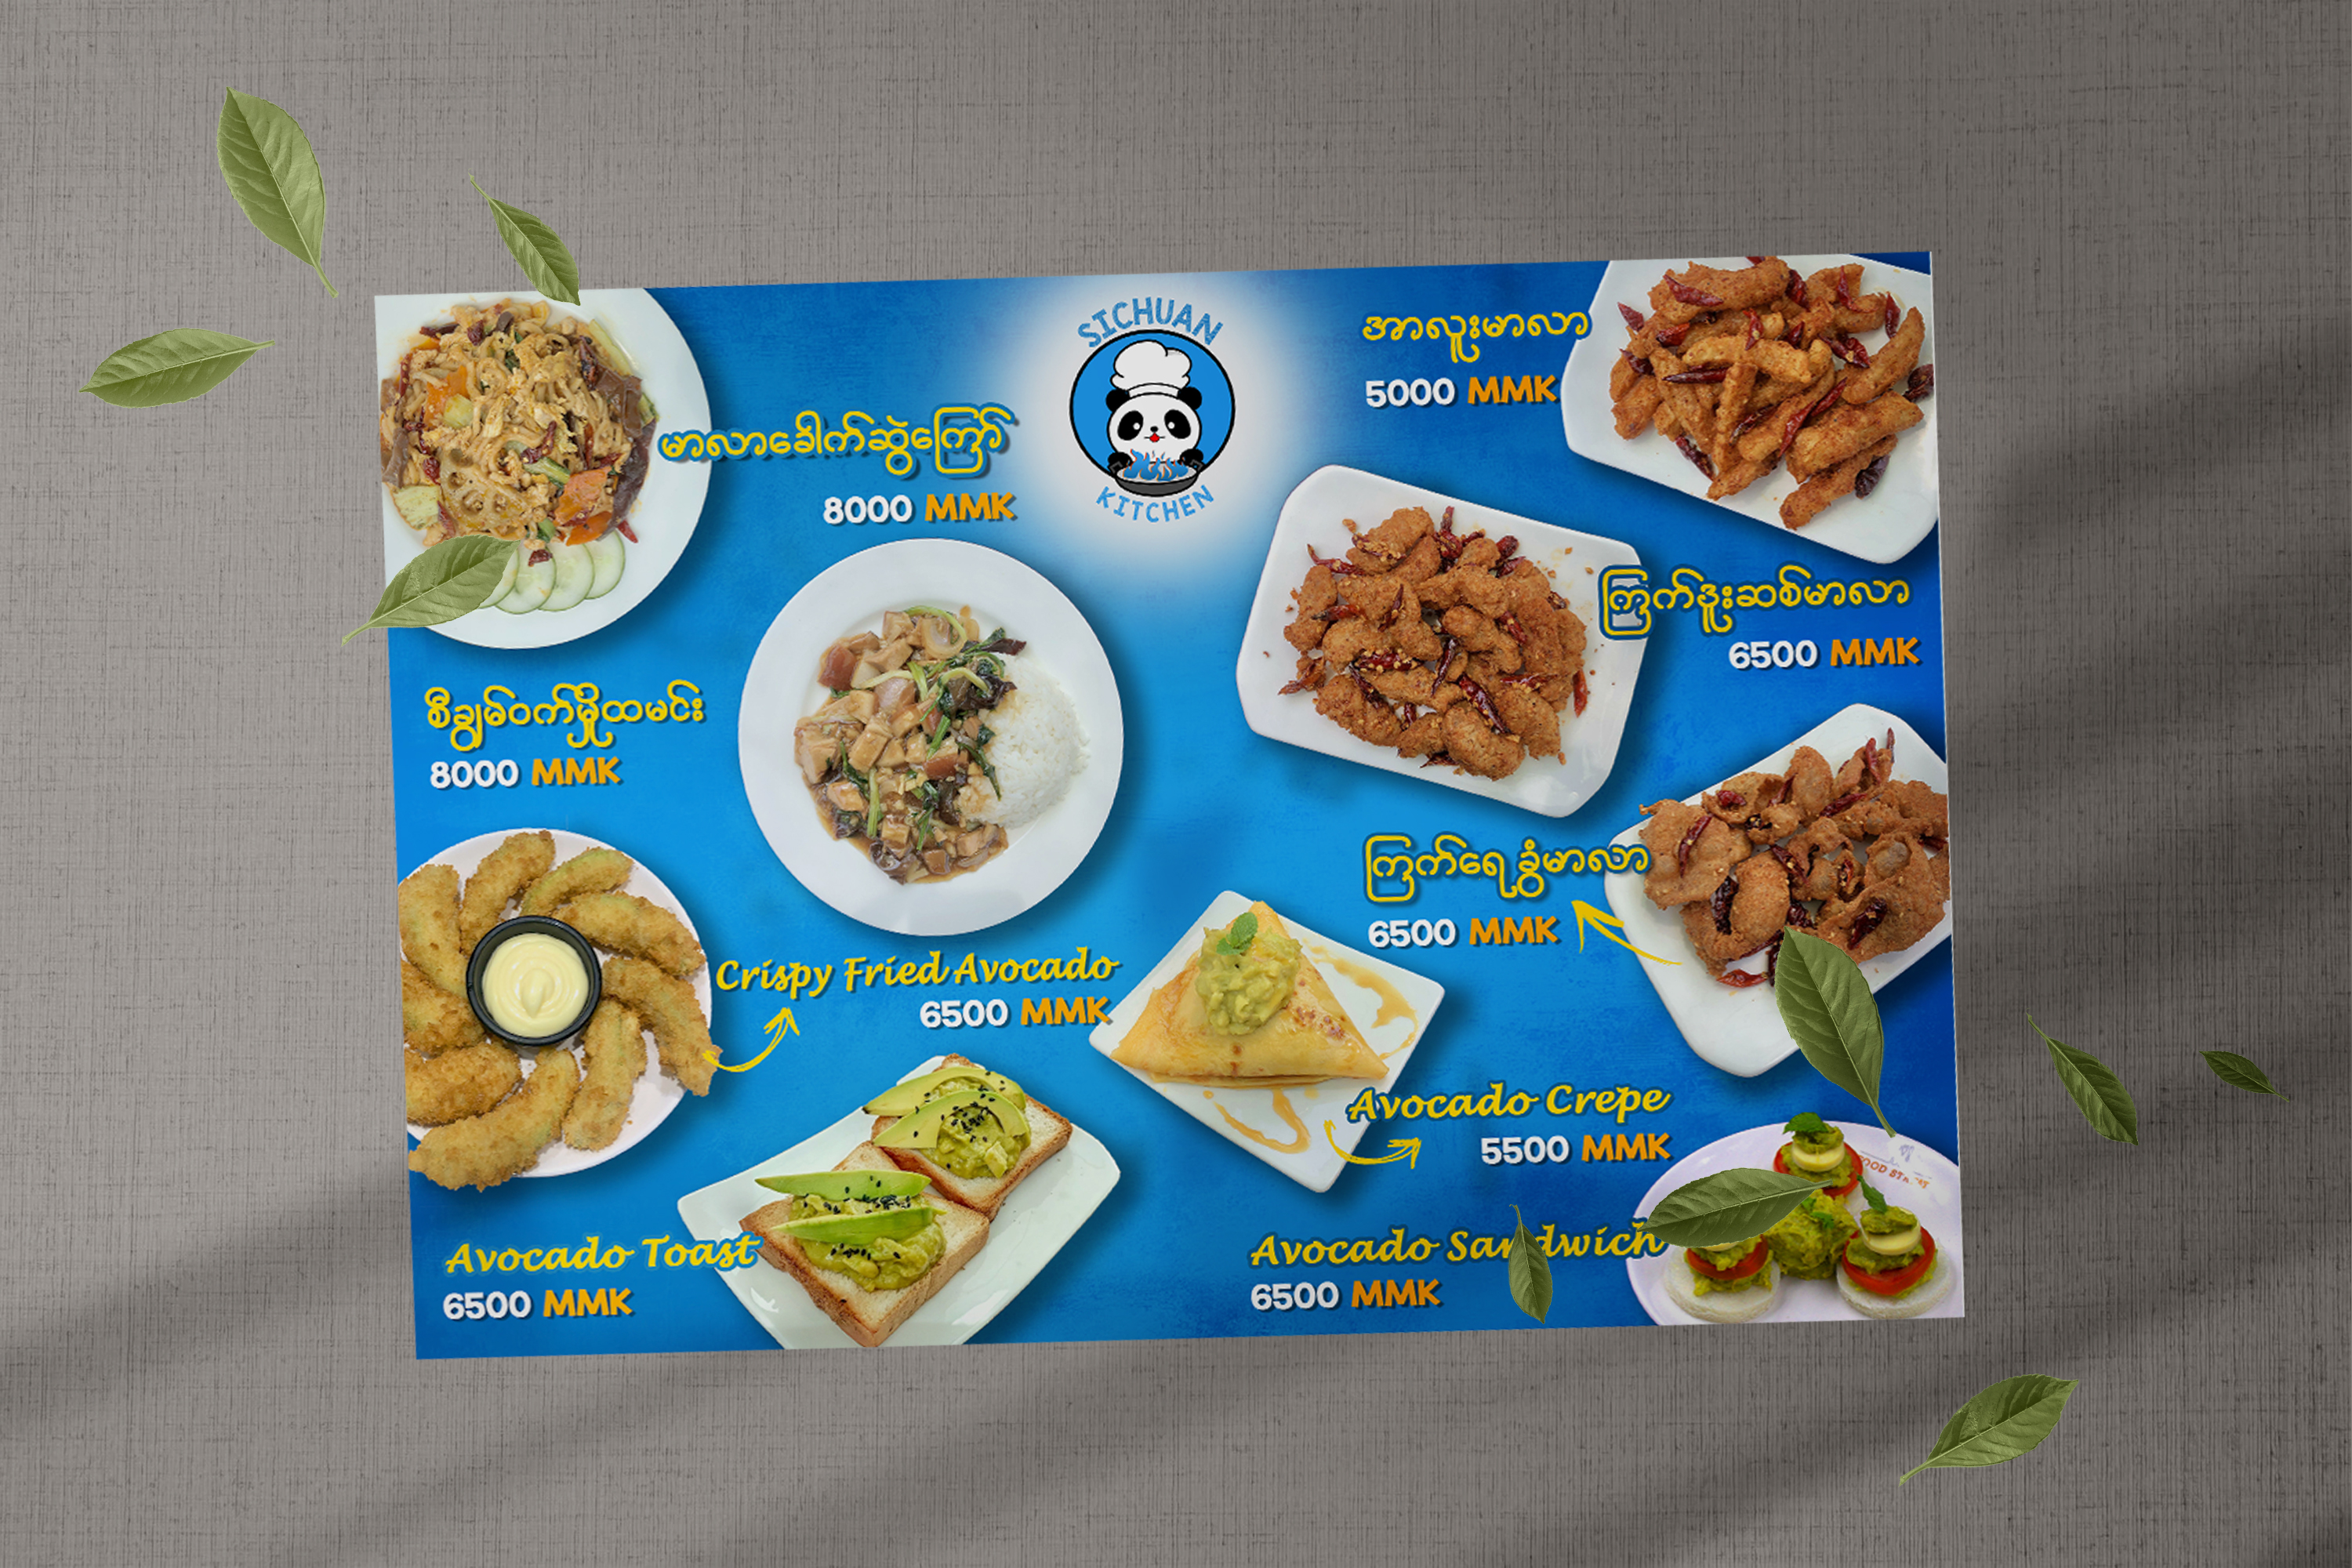 SICHUAN
KITCHEN
မာလာခေါက်ဆွဲကြော်
8000 MMK
စီချွမ်ဝက်မှိုထမင်း
8000 MMK
Crispy Fried Avocado
6500 MMK
Avocado Toast
6500 MMK
အာလူးမာလာ
5000 MMK
ကြက်ဒူးဆစ်မာလာ
6500 MMK
ကြက်ရေခွံမာလာ
6500 MMK
Avocado Crepe
5500 MMK
Avocado Sandwich
6500 MMK